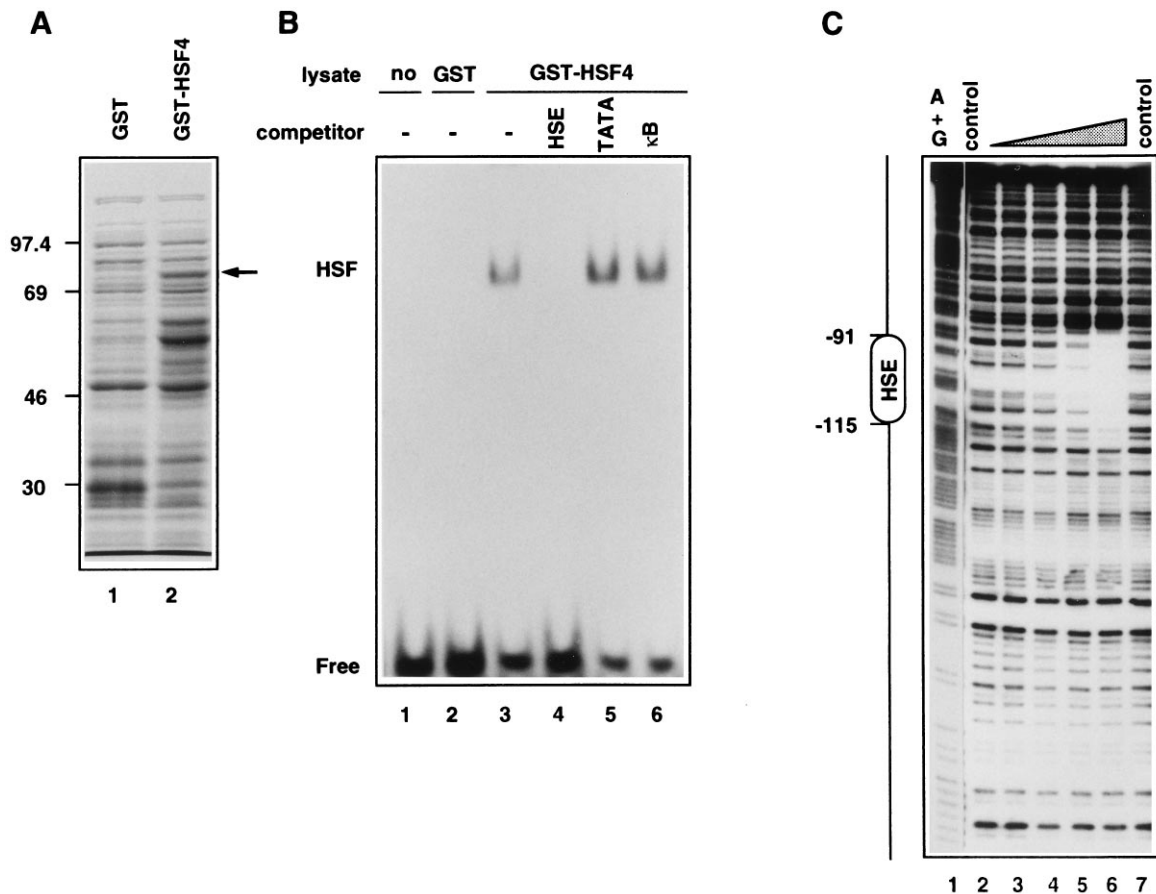 A
GST
GST-HSF4
97.4
69
46
30
1 2
B
lysate no GST GST-HSF4
competitor - - - HSE TATA κB
HSF
Free
1 2 3 4 5 6
C
A + G control control
-91
HSE
-115
1 2 3 4 5 6 7